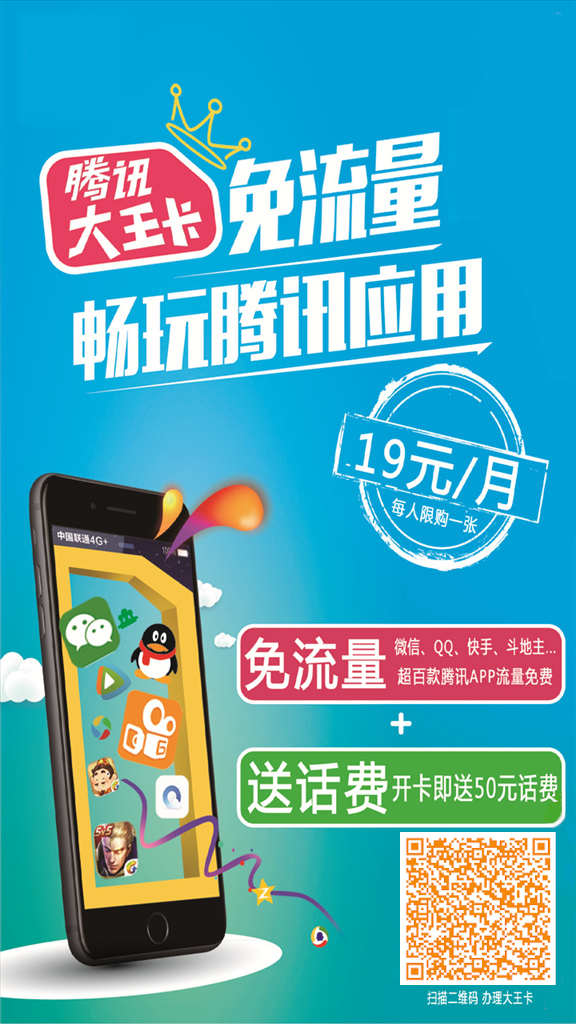 腾讯
大王卡
免流量
畅玩腾讯应用
19元/月
每人限购一张
中国联通4G+
100%
免流量
微信、QQ、快手、斗地主...
超百款腾讯APP流量免费
+
送话费
开卡即送50元话费
5V5
扫描二维码 办理大王卡